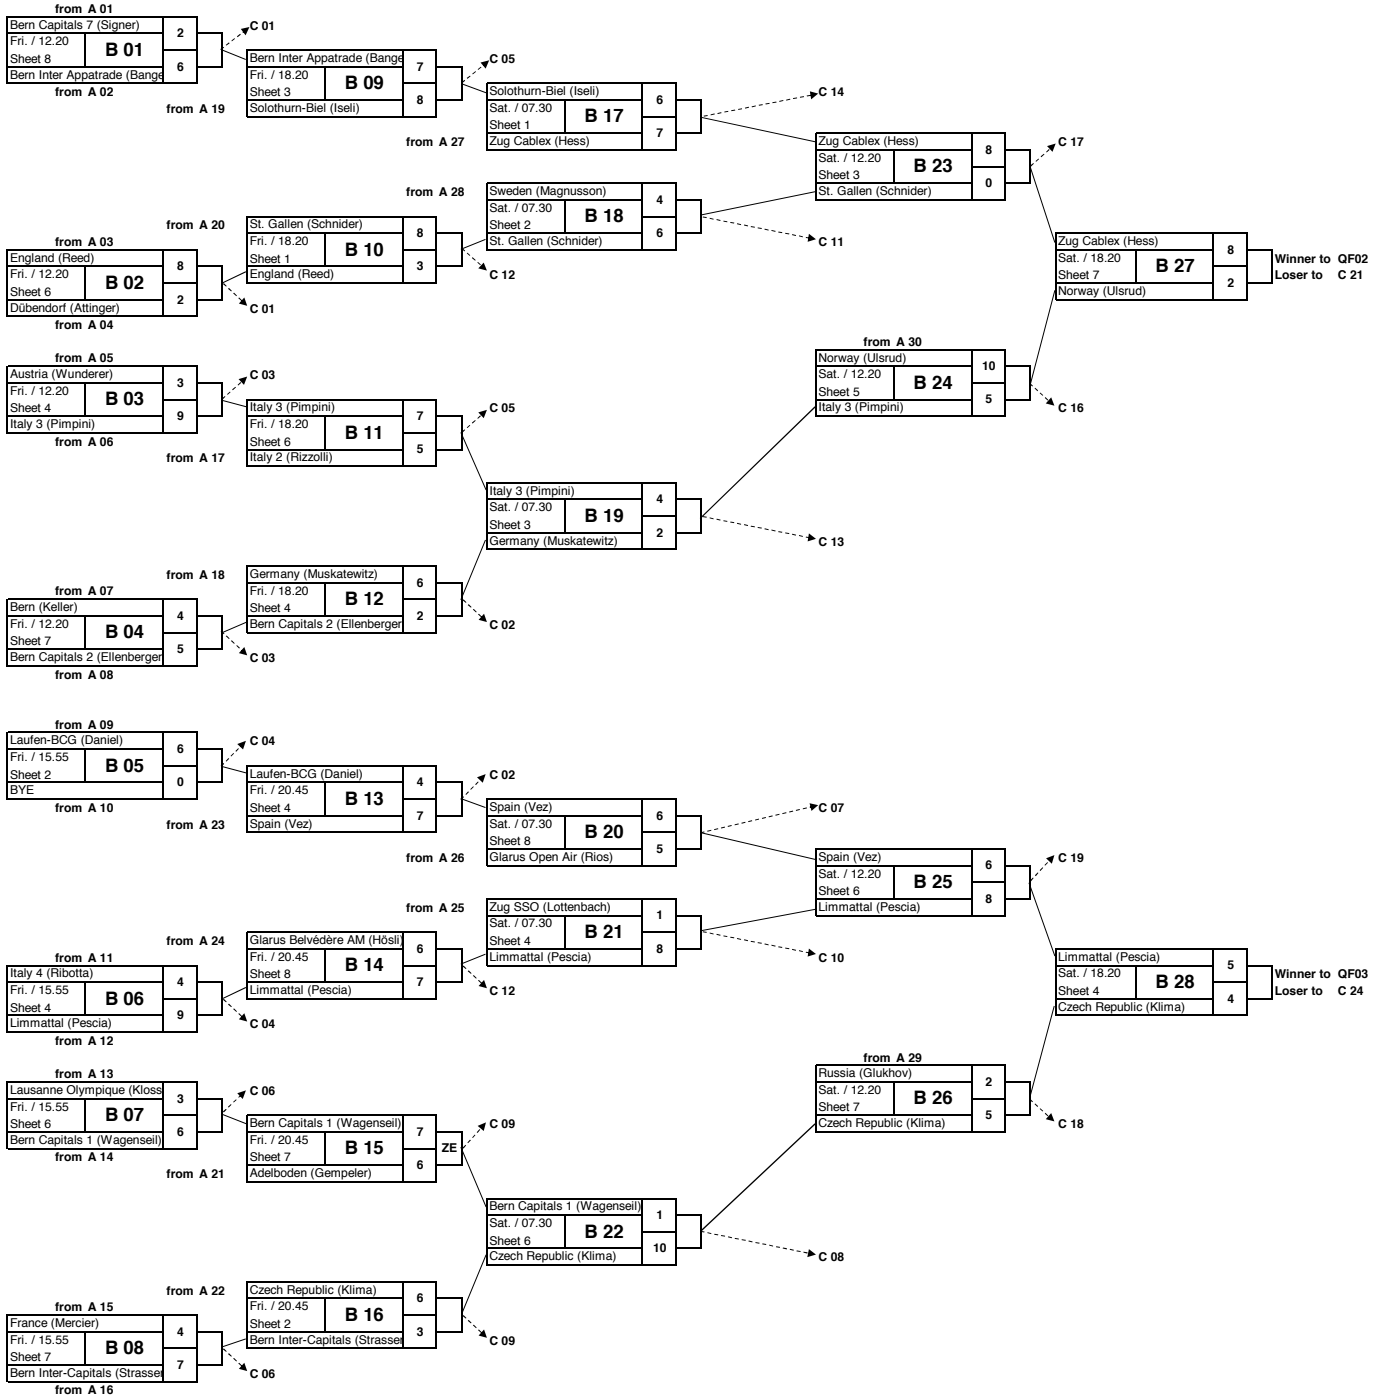 from A 01
Bern Capitals 7 (Signer) 2
Fri. / 12.20
Sheet 8
B 01
Bern Inter Appatrade (Bange 6
from A 02
C 01
from A 19
Bern Inter Appatrade (Bange 7
Fri. / 18.20
Sheet 3
B 09
Solothurn-Biel (Iseli) 8
C 05
from A 27
Solothurn-Biel (Iseli) 6
Sat. / 07.30
Sheet 1
B 17
Zug Cablex (Hess) 7
C 14
Zug Cablex (Hess) 8
Sat. / 12.20
Sheet 3
B 23
St. Gallen (Schnider) 0
C 17
from A 28
Sweden (Magnusson) 4
Sat. / 07.30
Sheet 2
B 18
St. Gallen (Schnider) 6
C 11
from A 20
St. Gallen (Schnider) 8
Fri. / 18.20
Sheet 1
B 10
England (Reed) 3
C 12
from A 03
England (Reed) 8
Fri. / 12.20
Sheet 6
B 02
Dübendorf (Attinger) 2
from A 04
C 01
Zug Cablex (Hess) 8
Sat. / 18.20
Sheet 7
B 27
Norway (Ulsrud) 2
Winner to QF02
Loser to C 21
from A 05
Austria (Wunderer) 3
Fri. / 12.20
Sheet 4
B 03
Italy 3 (Pimpini) 9
from A 06
C 03
from A 17
Italy 3 (Pimpini) 7
Fri. / 18.20
Sheet 6
B 11
Italy 2 (Rizzolli) 5
C 05
from A 30
Norway (Ulsrud) 10
Sat. / 12.20
Sheet 5
B 24
Italy 3 (Pimpini) 5
C 16
Italy 3 (Pimpini) 4
Sat. / 07.30
Sheet 3
B 19
Germany (Muskatewitz) 2
C 13
from A 18
Germany (Muskatewitz) 6
Fri. / 18.20
Sheet 4
B 12
Bern Capitals 2 (Ellenberger 2
C 02
from A 07
Bern (Keller) 4
Fri. / 12.20
Sheet 7
B 04
Bern Capitals 2 (Ellenberger 5
from A 08
C 03
from A 09
Laufen-BCG (Daniel) 6
Fri. / 15.55
Sheet 2
B 05
BYE 0
from A 10
C 04
from A 23
Laufen-BCG (Daniel) 4
Fri. / 20.45
Sheet 4
B 13
Spain (Vez) 7
C 02
from A 26
Spain (Vez) 6
Sat. / 07.30
Sheet 8
B 20
Glarus Open Air (Rios) 5
C 07
Spain (Vez) 6
Sat. / 12.20
Sheet 6
B 25
Limmattal (Pescia) 8
C 19
from A 25
Zug SSO (Lottenbach) 1
Sat. / 07.30
Sheet 4
B 21
Limmattal (Pescia) 8
C 10
from A 24
Glarus Belvédère AM (Hösli) 6
Fri. / 20.45
Sheet 8
B 14
Limmattal (Pescia) 7
C 12
from A 11
Italy 4 (Ribotta) 4
Fri. / 15.55
Sheet 4
B 06
Limmattal (Pescia) 9
from A 12
C 04
Limmattal (Pescia) 5
Sat. / 18.20
Sheet 4
B 28
Czech Republic (Klima) 4
Winner to QF03
Loser to C 24
from A 13
Lausanne Olympique (Kloss 3
Fri. / 15.55
Sheet 6
B 07
Bern Capitals 1 (Wagenseil) 6
from A 14
C 06
from A 21
Bern Capitals 1 (Wagenseil) 7
Fri. / 20.45
Sheet 7
B 15
Adelboden (Gempeler) 6
ZE
C 09
from A 29
Russia (Glukhov) 2
Sat. / 12.20
Sheet 7
B 26
Czech Republic (Klima) 5
C 18
Bern Capitals 1 (Wagenseil) 1
Sat. / 07.30
Sheet 6
B 22
Czech Republic (Klima) 10
C 08
from A 22
Czech Republic (Klima) 6
Fri. / 20.45
Sheet 2
B 16
Bern Inter-Capitals (Strasser 3
C 09
from A 15
France (Mercier) 4
Fri. / 15.55
Sheet 7
B 08
Bern Inter-Capitals (Strasser 7
from A 16
C 06